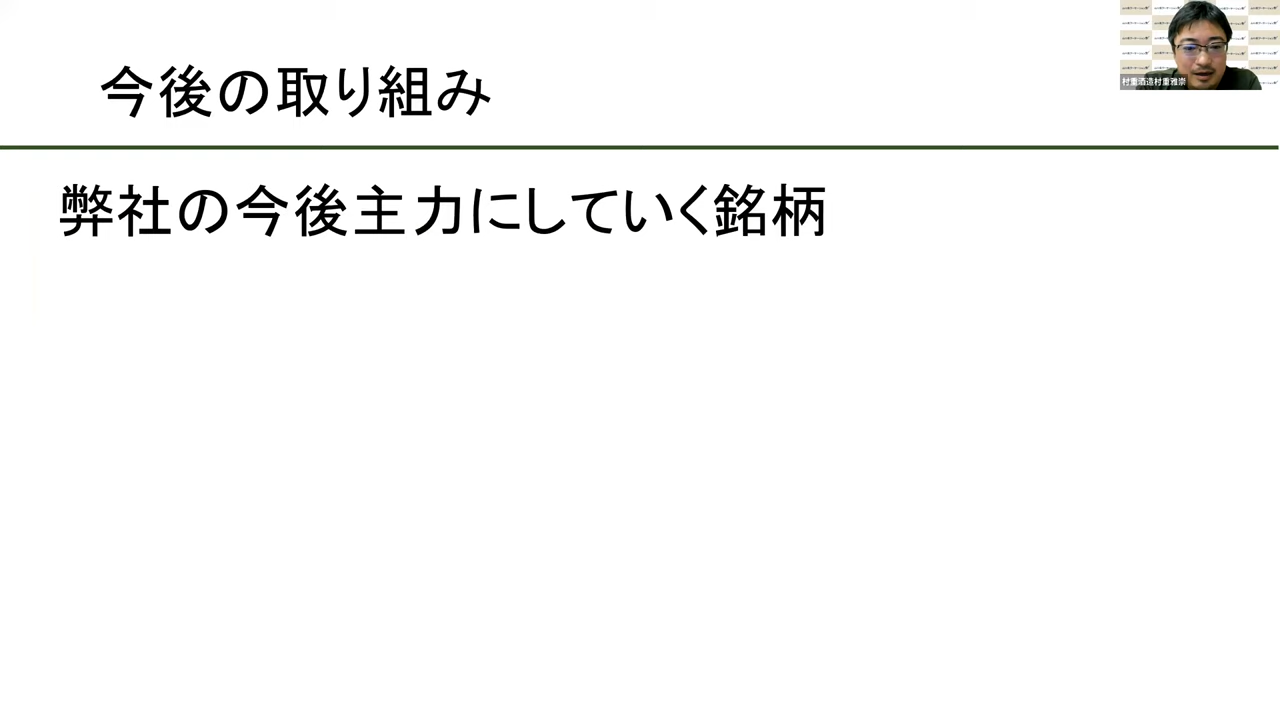 今後の取り組み
弊社の今後主力にしていく銘柄
村重酒造村重雅崇